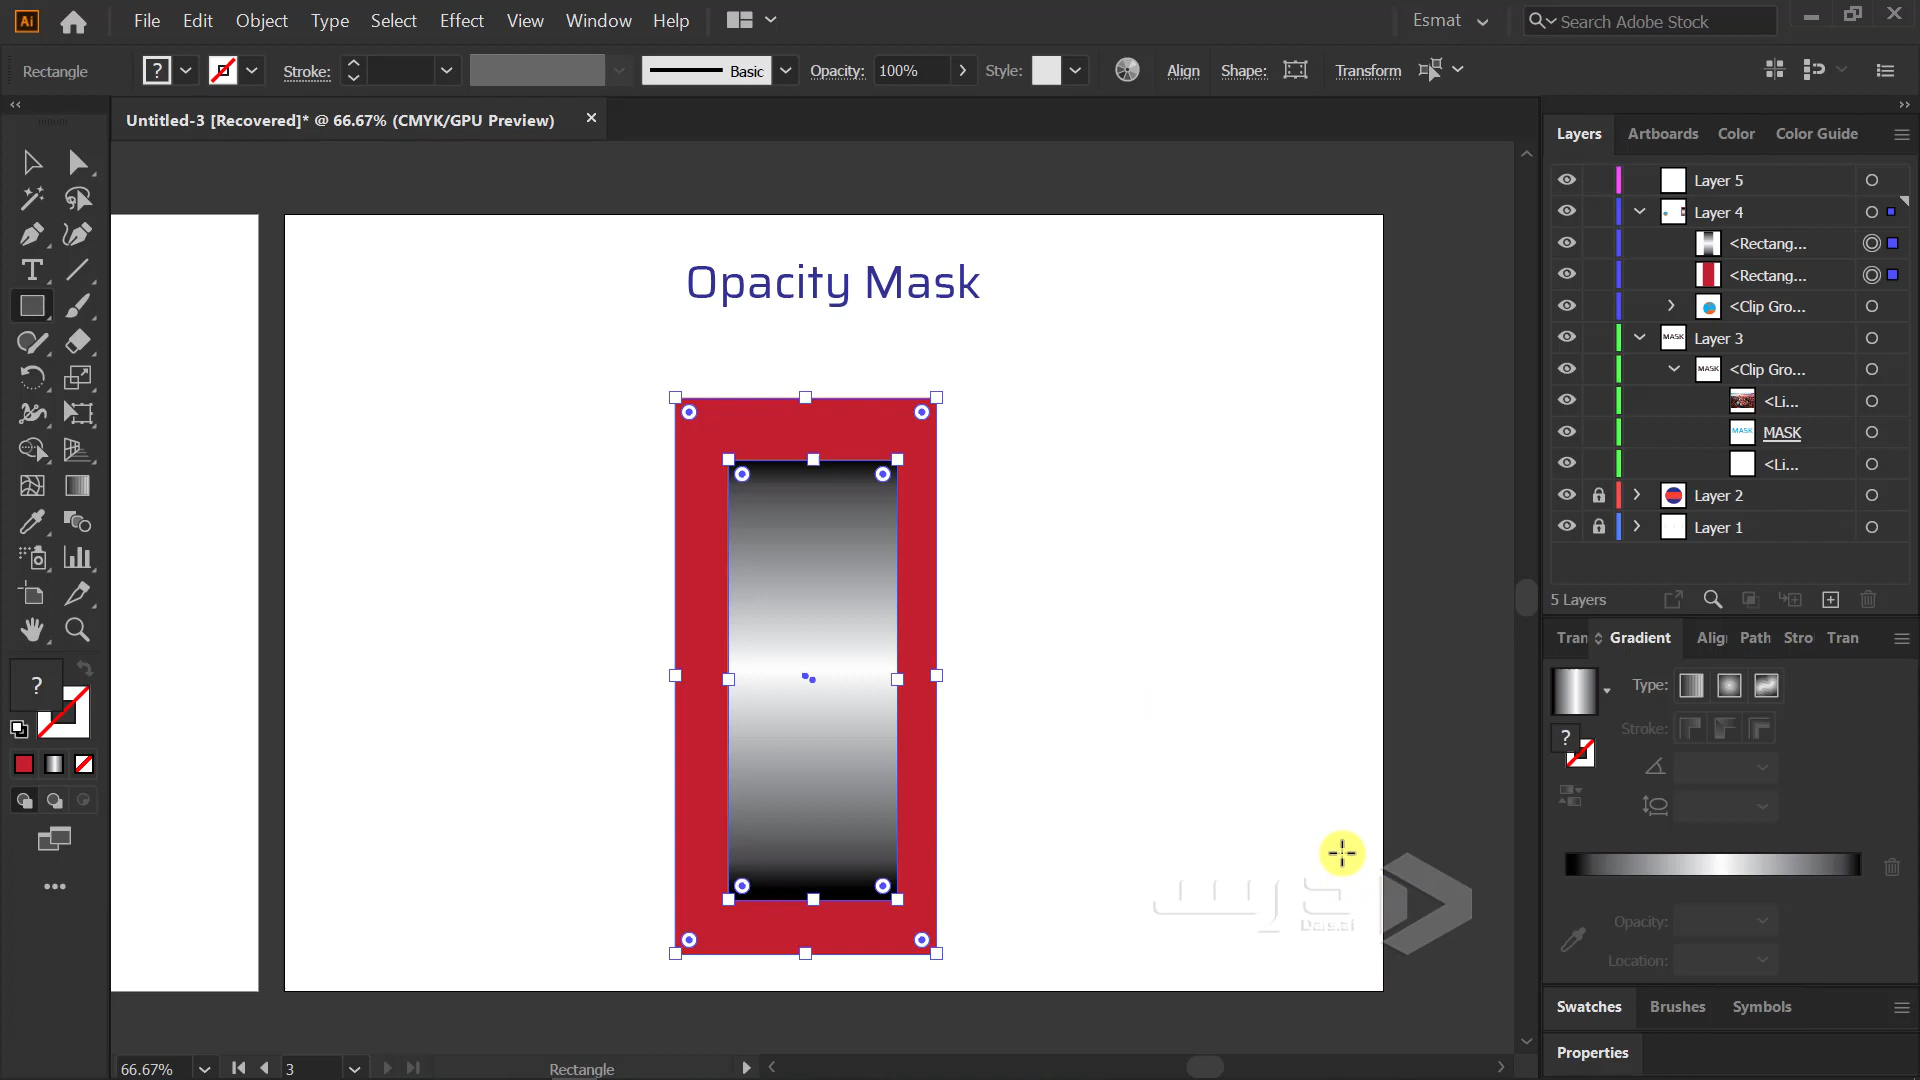 File Edit Object Type Select Effect View Window Help
Esmat
Search Adobe Stock
Rectangle
?
Stroke:
Basic
Opacity:
100%
Style:
Align
Shape:
Transform
Untitled-3 [Recovered]* @ 66.67% (CMYK/GPU Preview)
Layers Artboards Color Color Guide
Opacity Mask
Layer 5
Layer 4
<Rectang...
<Rectang...
<Clip Gro...
Layer 3
<Clip Gro...
<Li...
MASK
<Li...
Layer 2
Layer 1
5 Layers
Tran Gradient Alig Path Stro Tran
Type:
Stroke:
?
Opacity:
Location:
درس
Swatches Brushes Symbols
Properties
66.67%
3
Rectangle